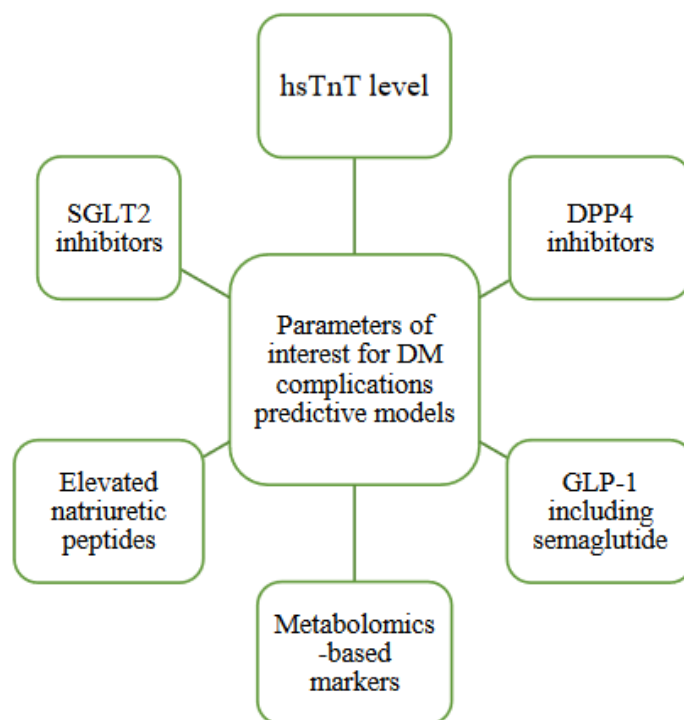 hsTnT level
SGLT2
inhibitors
DPP4
inhibitors
Parameters of
interest for DM
complications
predictive models
Elevated
natriuretic
peptides
GLP-1
including
semaglutide
Metabolomics
-based
markers